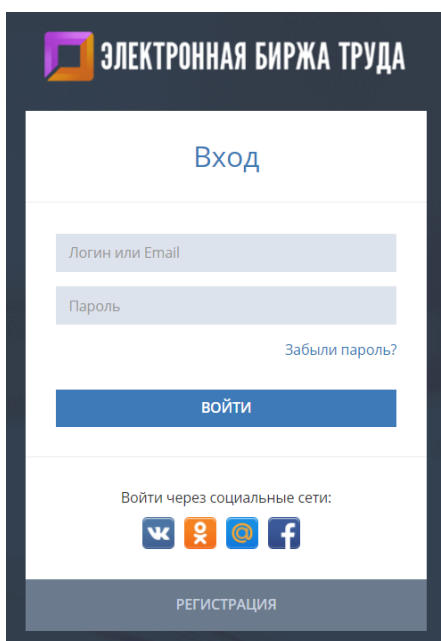 ЭЛЕКТРОННАЯ БИРЖА ТРУДА
Вход
Логин или Email
Пароль
Забыли пароль?
ВОЙТИ
Войти через социальные сети:
РЕГИСТРАЦИЯ